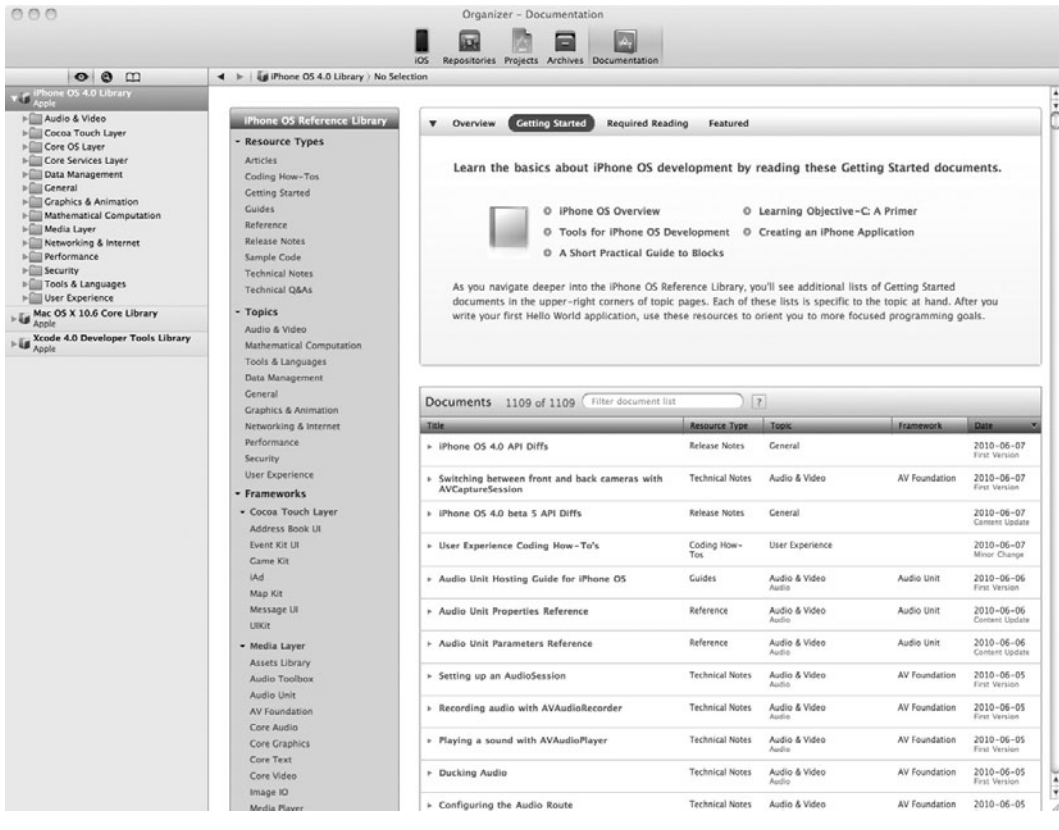 Organizer – Documentation
iOS Repositories Projects Archives Documentation
iPhone OS 4.0 Library No Selection
iPhone OS 4.0 Library
Apple
Audio & Video
Cocoa Touch Layer
Core OS Layer
Core Services Layer
Data Management
General
Graphics & Animation
Mathematical Computation
Media Layer
Networking & Internet
Performance
Security
Tools & Languages
User Experience
Mac OS X 10.6 Core Library
Apple
Xcode 4.0 Developer Tools Library
Apple
iPhone OS Reference Library
Resource Types
Articles
Coding How-Tos
Getting Started
Guides
Reference
Release Notes
Sample Code
Technical Notes
Technical Q&As
Topics
Audio & Video
Mathematical Computation
Tools & Languages
Data Management
General
Graphics & Animation
Networking & Internet
Performance
Security
User Experience
Frameworks
Cocoa Touch Layer
Address Book UI
Event Kit UI
Game Kit
iAd
Map Kit
Message UI
UIKit
Media Layer
Assets Library
Audio Toolbox
Audio Unit
AV Foundation
Core Audio
Core Graphics
Core Text
Core Video
Image IO
Media Player
Overview Getting Started Required Reading Featured
Learn the basics about iPhone OS development by reading these Getting Started documents.
iPhone OS Overview Learning Objective-C: A Primer
Tools for iPhone OS Development Creating an iPhone Application
A Short Practical Guide to Blocks
As you navigate deeper into the iPhone OS Reference Library, you'll see additional lists of Getting Started
documents in the upper-right corners of topic pages. Each of these lists is specific to the topic at hand. After you
write your first Hello World application, use these resources to orient you to more focused programming goals.
Documents 1109 of 1109 Filter document list ?
Title Resource Type Topic Framework Date
iPhone OS 4.0 API Diffs Release Notes General 2010-06-07
First Version
Switching between front and back cameras with Technical Notes Audio & Video AV Foundation 2010-06-07
AVCaptureSession First Version
iPhone OS 4.0 beta 5 API Diffs Release Notes General 2010-06-07
Content Update
User Experience Coding How-To's Coding How- User Experience 2010-06-07
Tos Minor Change
Audio Unit Hosting Guide for iPhone OS Guides Audio & Video Audio Unit 2010-06-06
Audio First Version
Audio Unit Properties Reference Reference Audio & Video Audio Unit 2010-06-06
Audio Content Update
Audio Unit Parameters Reference Reference Audio & Video Audio Unit 2010-06-06
Audio Content Update
Setting up an AudioSession Technical Notes Audio & Video AV Foundation 2010-06-05
Audio First Version
Recording audio with AVAudioRecorder Technical Notes Audio & Video AV Foundation 2010-06-05
Audio First Version
Playing a sound with AVAudioPlayer Technical Notes Audio & Video AV Foundation 2010-06-05
Audio First Version
Ducking Audio Technical Notes Audio & Video AV Foundation 2010-06-05
Audio First Version
Configuring the Audio Route Technical Notes Audio & Video AV Foundation 2010-06-05